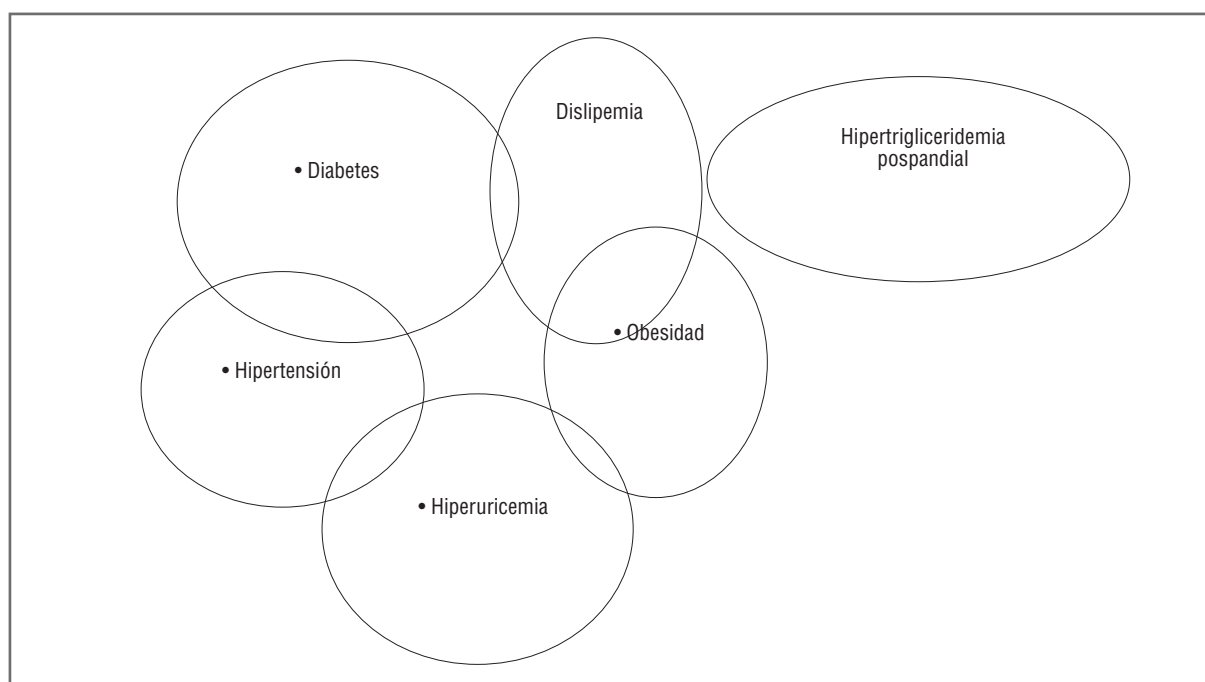 Dislipemia
Hipertrigliceridemia
pospandial
• Diabetes
• Obesidad
• Hipertensión
• Hiperuricemia